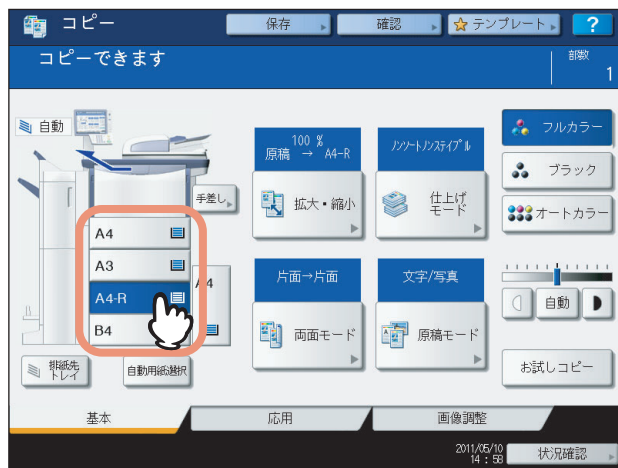 コピー
保存
確認
テンプレート
?
コピーできます
部数
1
自動
手差し
A4
A3
A4-R
B4
A4
排紙先
トレイ
自動用紙選択
100 %
原稿 → A4-R
拡大・縮小
ノンソートノンステイプル
仕上げ
モード
片面→片面
両面モード
文字/写真
原稿モード
フルカラー
ブラック
オートカラー
自動
お試しコピー
基本
応用
画像調整
2011/05/10
14 : 58
状況確認